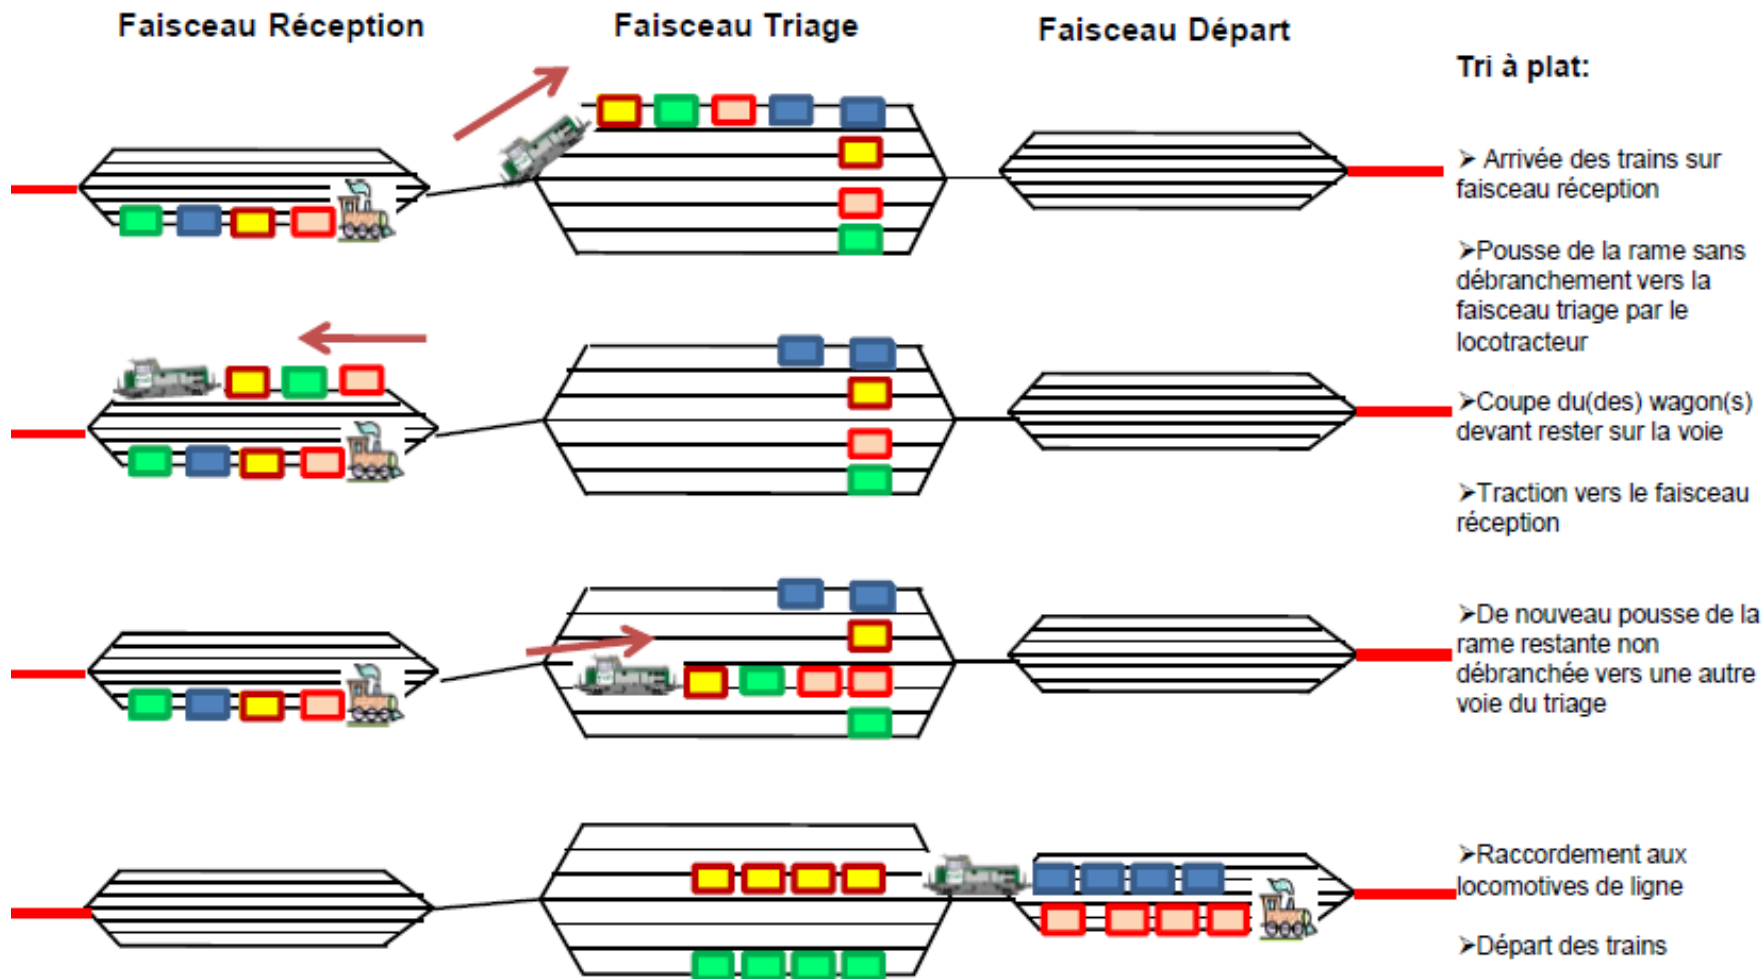 Faisceau Réception
Faisceau Triage
Faisceau Départ
Tri à plat:
➢ Arrivée des trains sur
faisceau réception
➢Pousse de la rame sans
débranchement vers la
faisceau triage par le
locotracteur
➢Coupe du(des) wagon(s)
devant rester sur la voie
➢Traction vers le faisceau
réception
➢De nouveau pousse de la
rame restante non
débranchée vers une autre
voie du triage
➢Raccordement aux
locomotives de ligne
➢Départ des trains